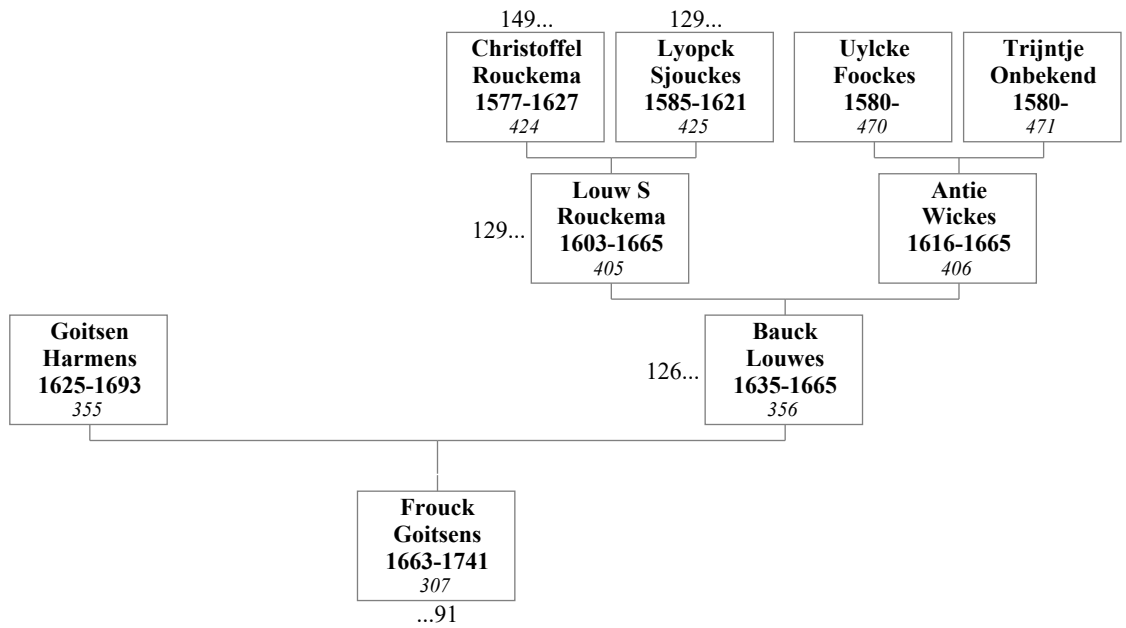 149...
129...
Christoffel
Rouckema
1577-1627
424
Lyopck
Sjouckes
1585-1621
425
Uylcke
Foockes
1580-
470
Trijntje
Onbekend
1580-
471
129...
Louw S
Rouckema
1603-1665
405
Antie
Wickes
1616-1665
406
Goitsen
Harmens
1625-1693
355
126...
Bauck
Louwes
1635-1665
356
Frouck
Goitsens
1663-1741
307
...91